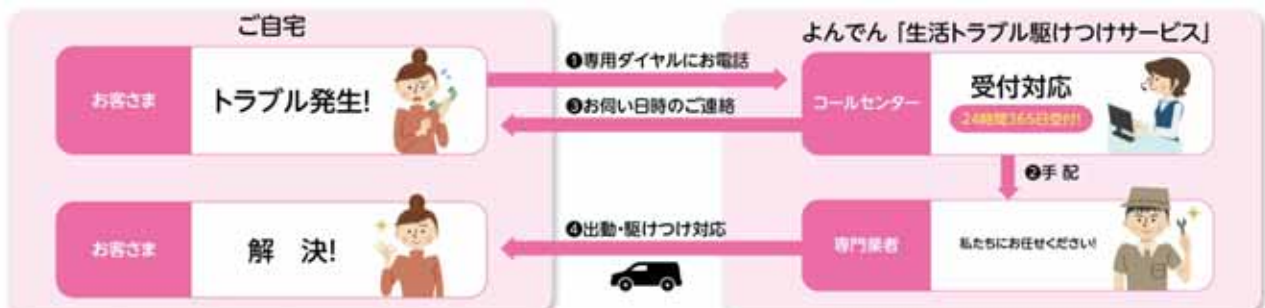 ご自宅
お客さま
トラブル発生!
❶専用ダイヤルにお電話
❸お伺い日時のご連絡
よんでん「生活トラブル駆けつけサービス」
コールセンター
受付対応
24時間365日受付!
❷手 配
お客さま
解 決!
❹出動・駆けつけ対応
専門業者
私たちにお任せください!